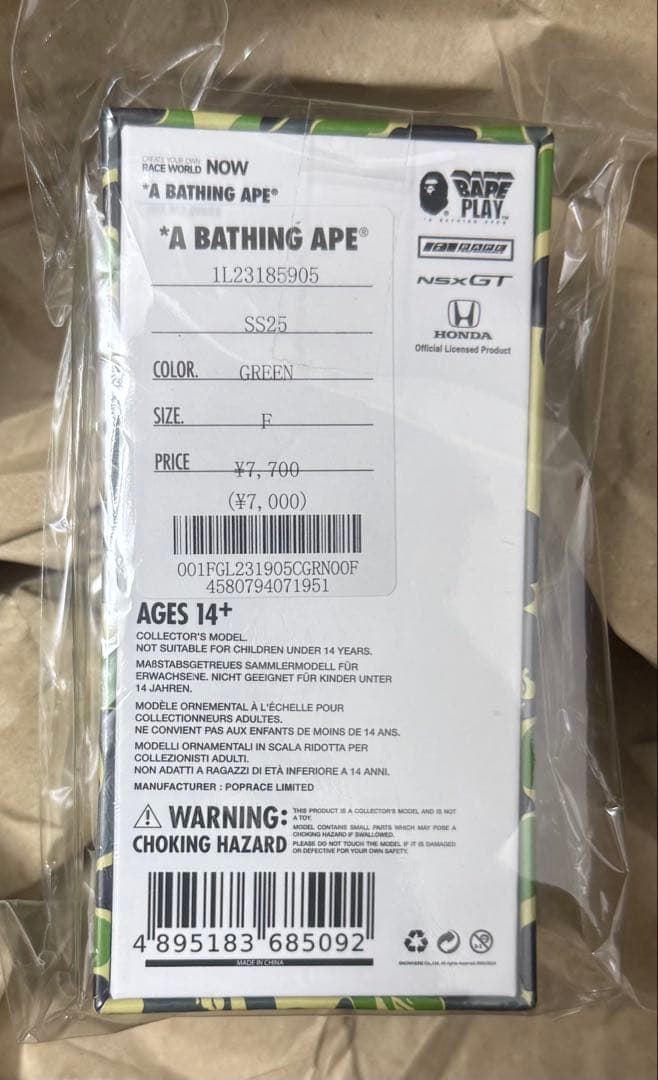 CREATE YOUR OWN
RACE WORLD NOW
*A BATHING APE®
BAPE
PLAY™
*A BATHING APE®
1L23185905
SS25
COLOR. GREEN
SIZE. F
PRICE ¥7,700
(¥7,000)
001FGL231905CGRN00F
4580794071951
NSX GT
HONDA
Official Licensed Product
AGES 14+
COLLECTOR'S MODEL.
NOT SUITABLE FOR CHILDREN UNDER 14 YEARS.
MAßSTABSGETREUES SAMMLERMODELL FÜR
ERWACHSENE. NICHT GEEIGNET FÜR KINDER UNTER
14 JAHREN.
MODÈLE ORNEMENTAL À L'ÉCHELLE POUR
COLLECTIONNEURS ADULTES.
NE CONVIENT PAS AUX ENFANTS DE MOINS DE 14 ANS.
MODELLI ORNAMENTALI IN SCALA RIDOTTA PER
COLLEZIONISTI ADULTI.
NON ADATTI A RAGAZZI DI ETÀ INFERIORE A 14 ANNI.
MANUFACTURER : POPRACE LIMITED
WARNING:
CHOKING HAZARD
THIS PRODUCT IS A COLLECTOR'S MODEL AND IS NOT
A TOY.
MODEL CONTAINS SMALL PARTS WHICH MAY POSE A
CHOKING HAZARD IF SWALLOWED.
PLEASE DO NOT TOUCH THE MODEL IF IT IS DAMAGED
OR DEFECTIVE FOR YOUR OWN SAFETY.
4 895183 685092
MADE IN CHINA